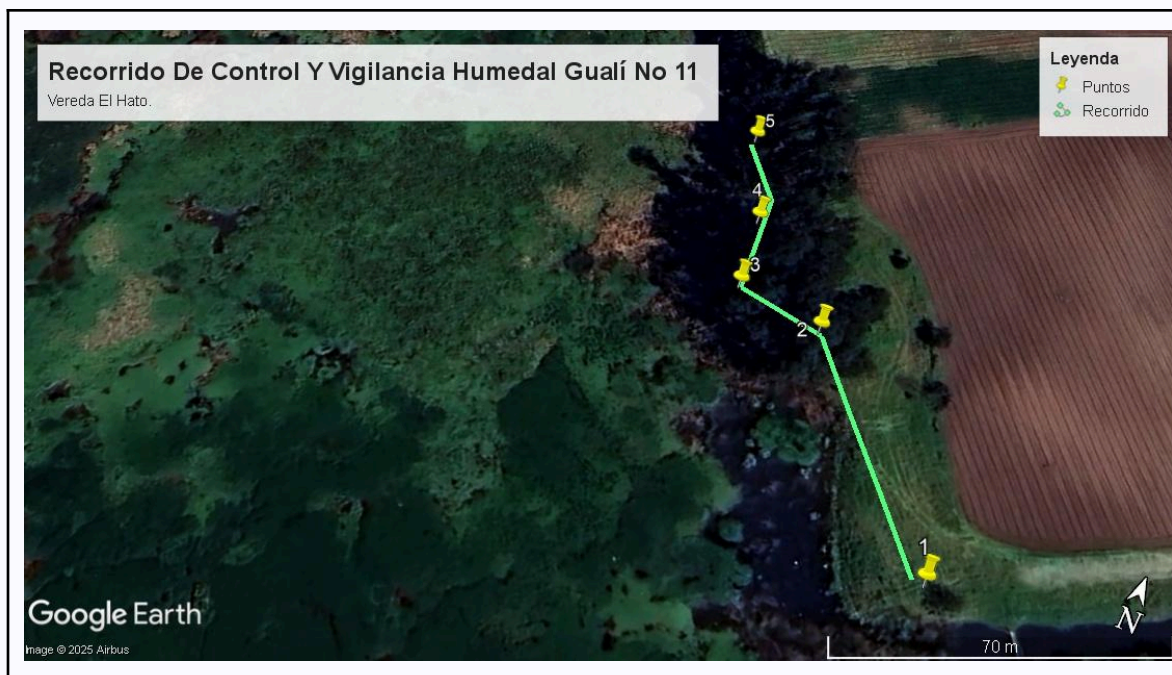 Recorrido De Control Y Vigilancia Humedal Gualí No 11
Vereda El Hato.
Leyenda
Puntos
Recorrido
5
4
3
2
1
Google Earth
Image © 2025 Airbus
70 m
N